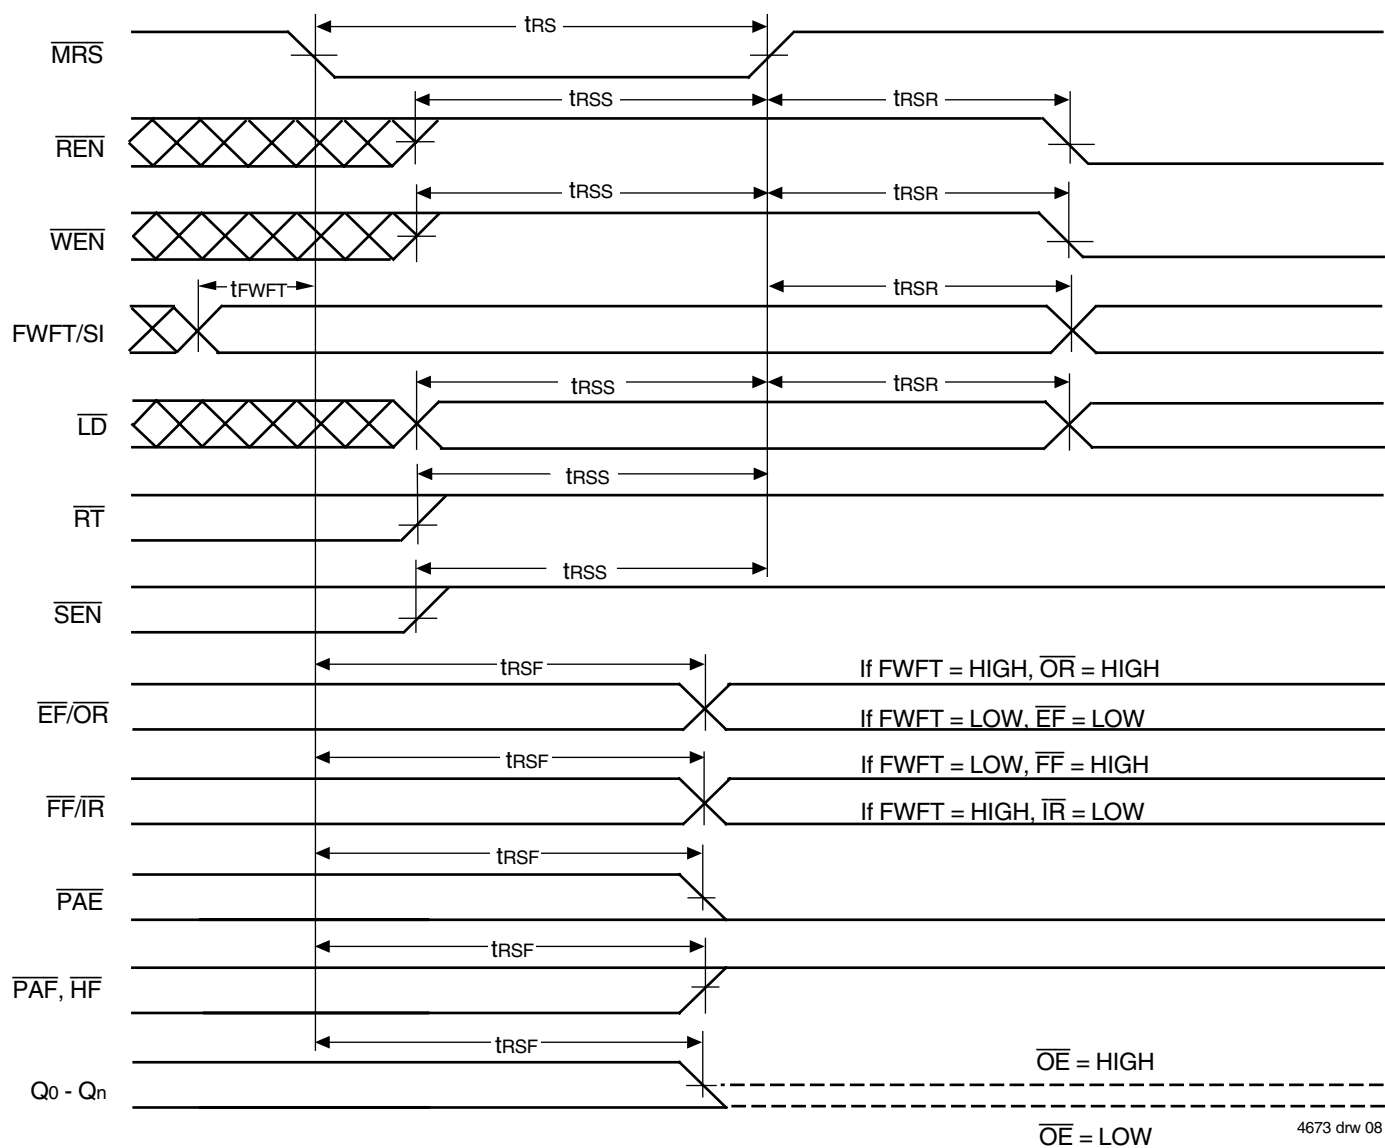 tRS
MRS
tRSS
tRSR
REN
tRSS
tRSR
WEN
tFWFT
tRSR
FWFT/SI
tRSS
tRSR
LD
tRSS
RT
tRSS
SEN
tRSF
If FWFT = HIGH, OR = HIGH
EF/OR
If FWFT = LOW, EF = LOW
tRSF
If FWFT = LOW, FF = HIGH
FF/IR
If FWFT = HIGH, IR = LOW
tRSF
PAE
tRSF
PAF, HF
tRSF
OE = HIGH
Q0 - Qn
OE = LOW
4673 drw 08